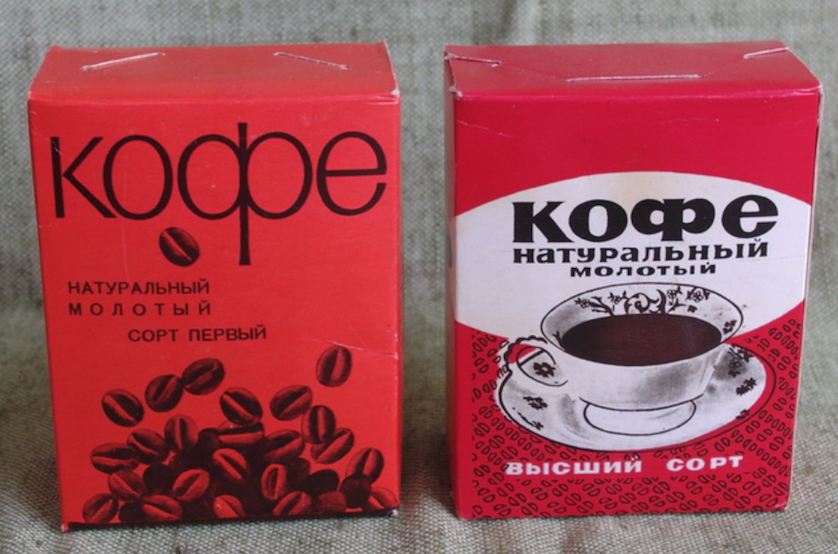 кофе
НАТУРАЛЬНЫЙ
МОЛОТЫЙ
СОРТ ПЕРВЫЙ
кофе
натуральный
молотый
ВЫСШИЙ СОРТ